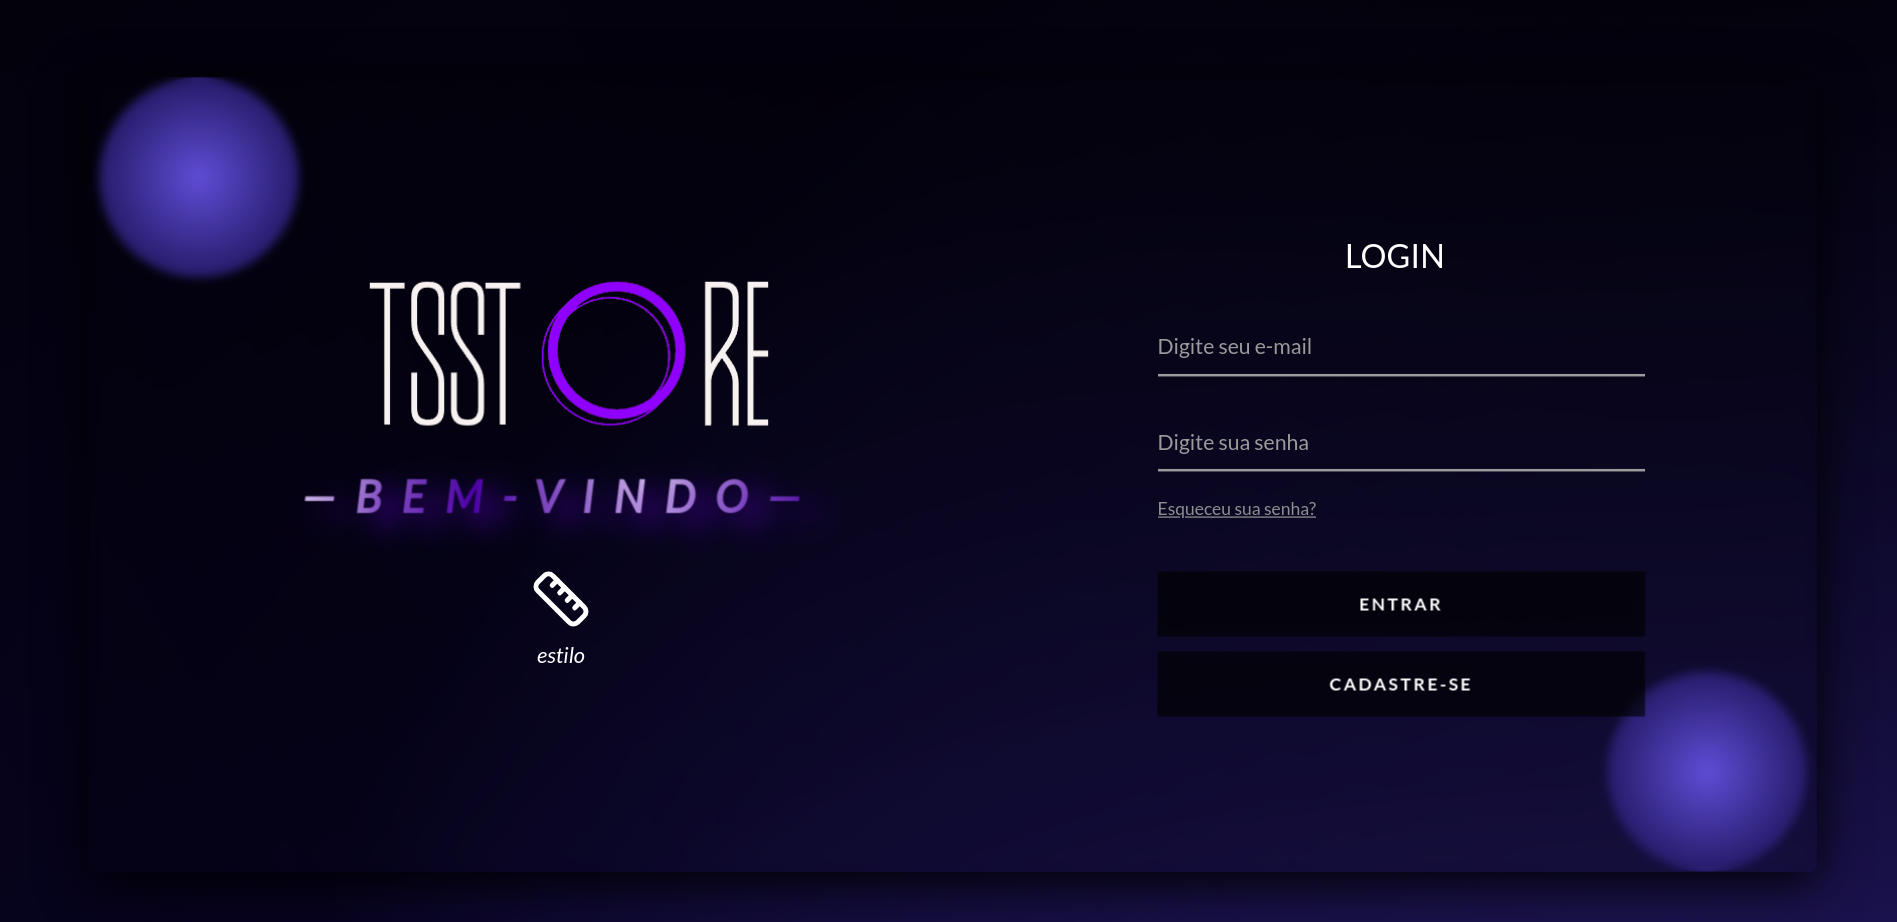 TSSTORE
— BEM-VINDO —
estilo
LOGIN
Digite seu e-mail
Digite sua senha
Esqueceu sua senha?
ENTRAR
CADASTRE-SE